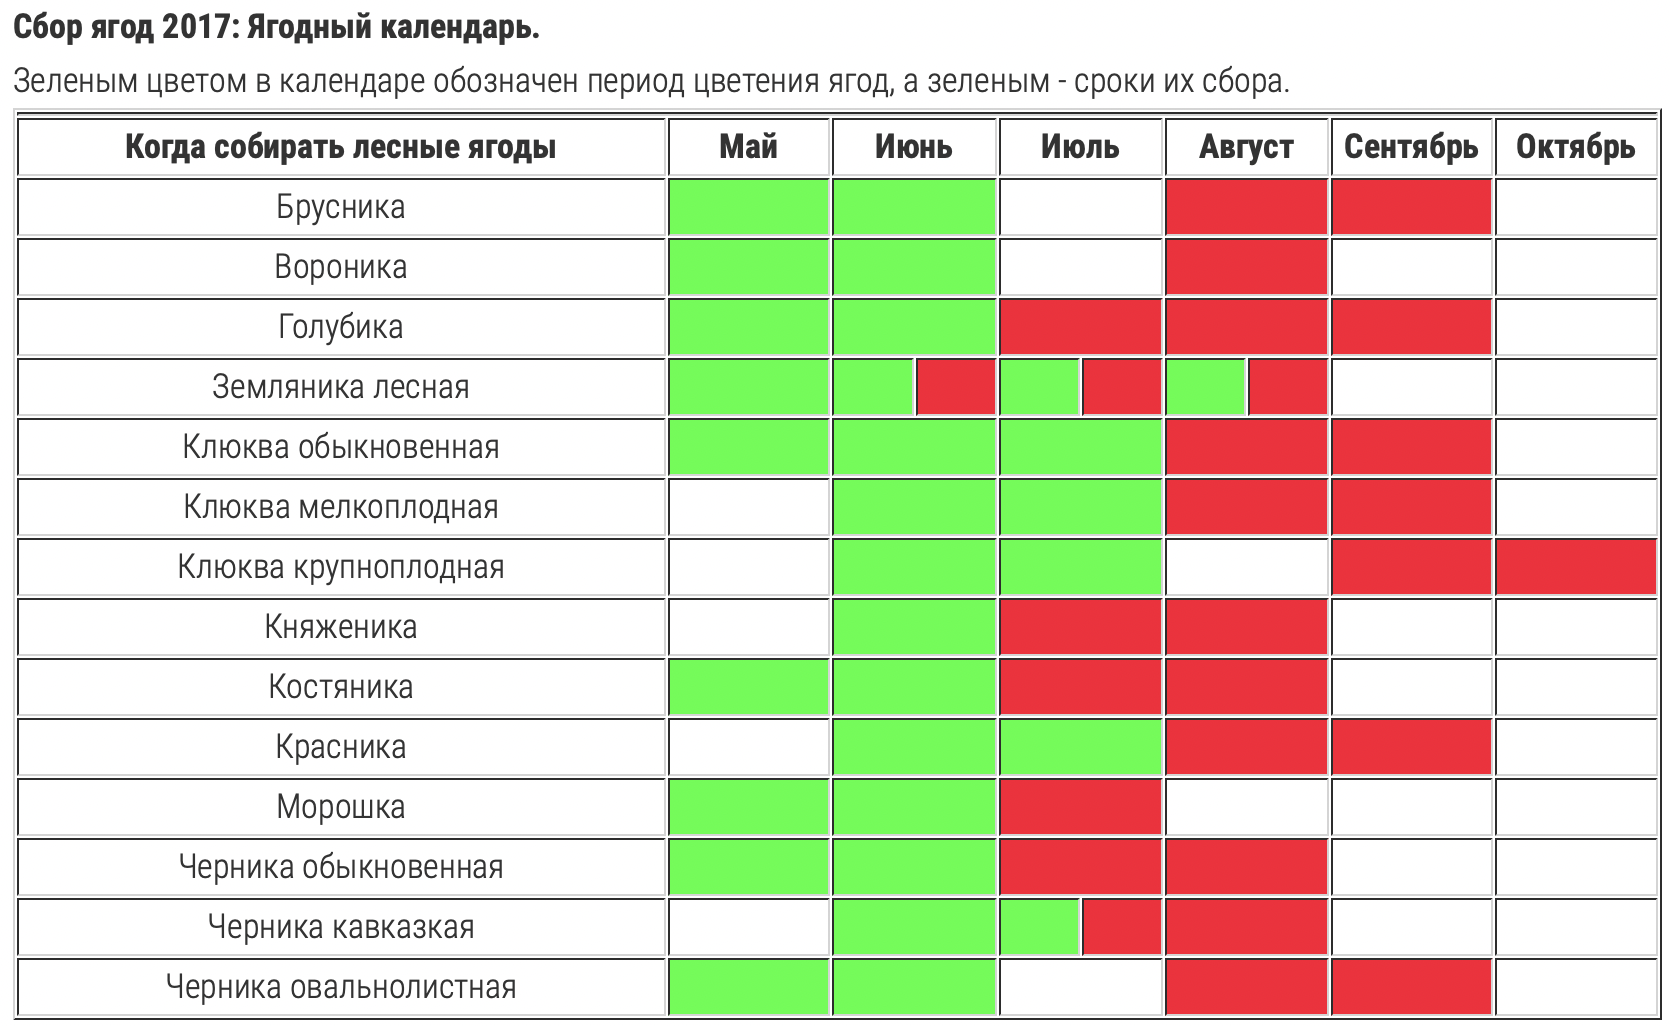 Сбор ягод 2017: Ягодный календарь.
Зеленым цветом в календаре обозначен период цветения ягод, а зеленым - сроки их сбора.
Когда собирать лесные ягоды Май Июнь Июль Август Сентябрь Октябрь
Брусника
Вороника
Голубика
Земляника лесная
Клюква обыкновенная
Клюква мелкоплодная
Клюква крупноплодная
Княженика
Костяника
Красника
Морошка
Черника обыкновенная
Черника кавказкая
Черника овальнолистная